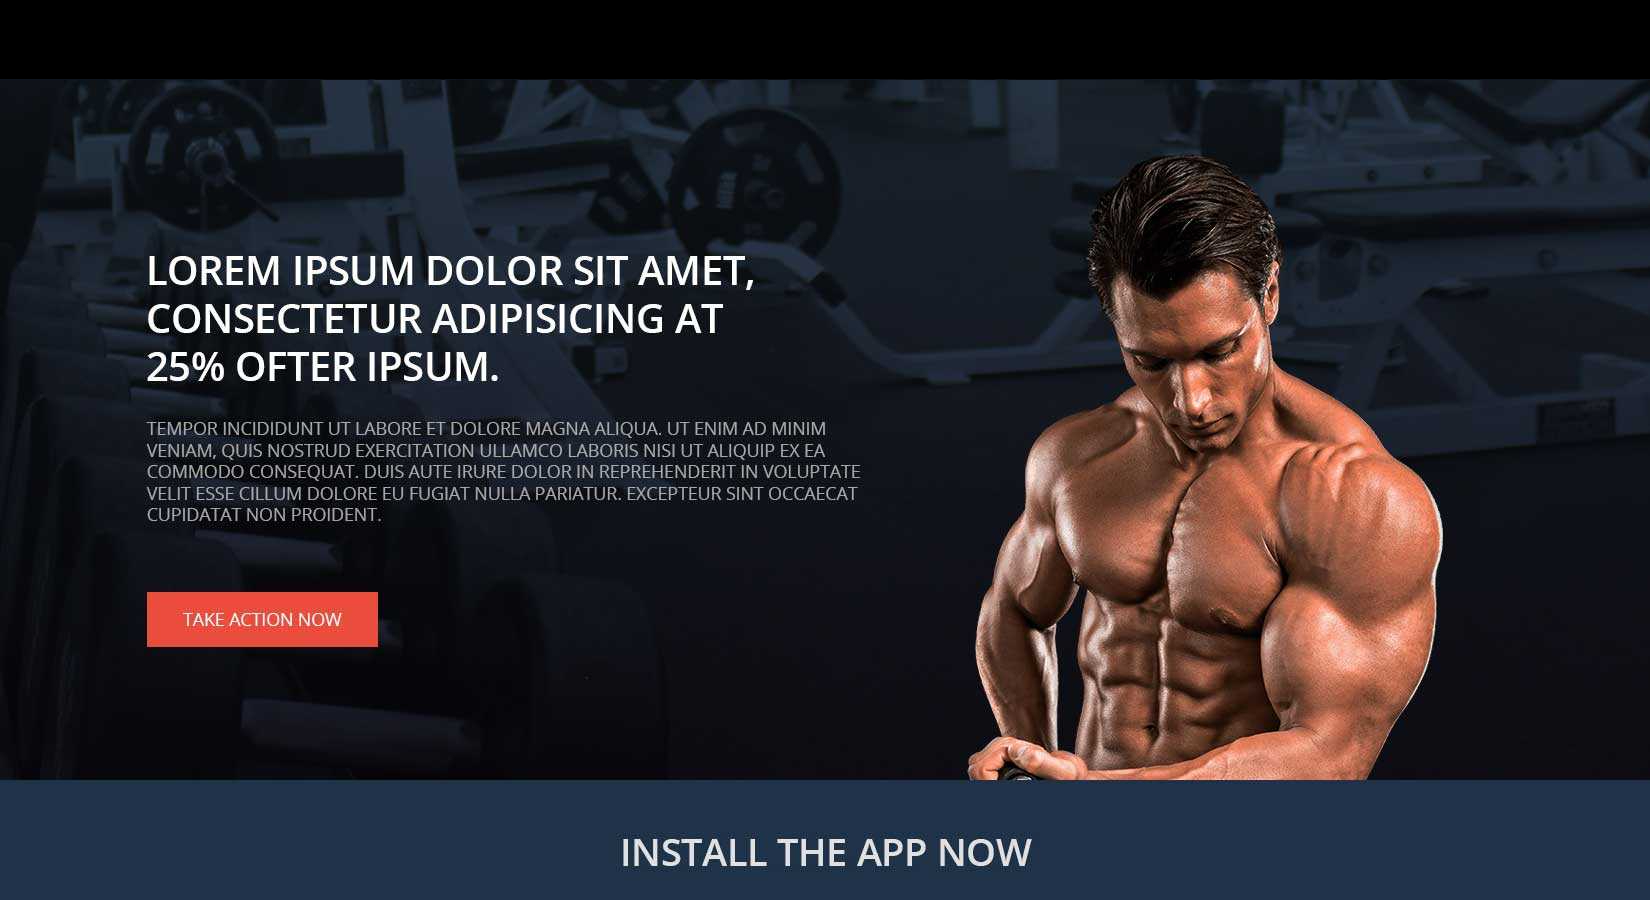 LOREM IPSUM DOLOR SIT AMET,
CONSECTETUR ADIPISICING AT
25% OFTER IPSUM.
TEMPOR INCIDIDUNT UT LABORE ET DOLORE MAGNA ALIQUA. UT ENIM AD MINIM
VENIAM, QUIS NOSTRUD EXERCITATION ULLAMCO LABORIS NISI UT ALIQUIP EX EA
COMMODO CONSEQUAT. DUIS AUTE IRURE DOLOR IN REPREHENDERIT IN VOLUPTATE
VELIT ESSE CILLUM DOLORE EU FUGIAT NULLA PARIATUR. EXCEPTEUR SINT OCCAECAT
CUPIDATAT NON PROIDENT.
TAKE ACTION NOW
INSTALL THE APP NOW